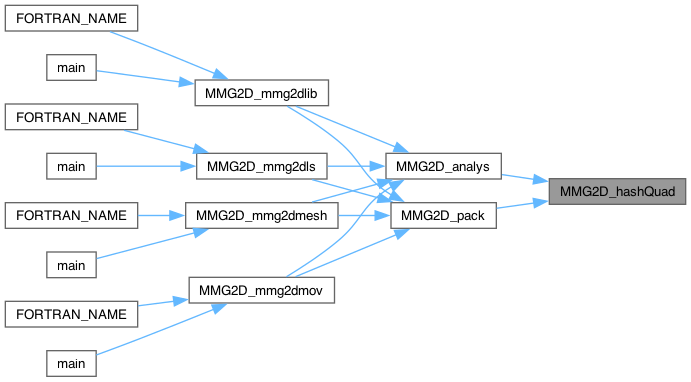 FORTRAN_NAME
main
MMG2D_mmg2dlib
FORTRAN_NAME
main
MMG2D_mmg2dls
MMG2D_analys
MMG2D_hashQuad
FORTRAN_NAME
MMG2D_mmg2dmesh
MMG2D_pack
main
MMG2D_mmg2dmov
FORTRAN_NAME
main